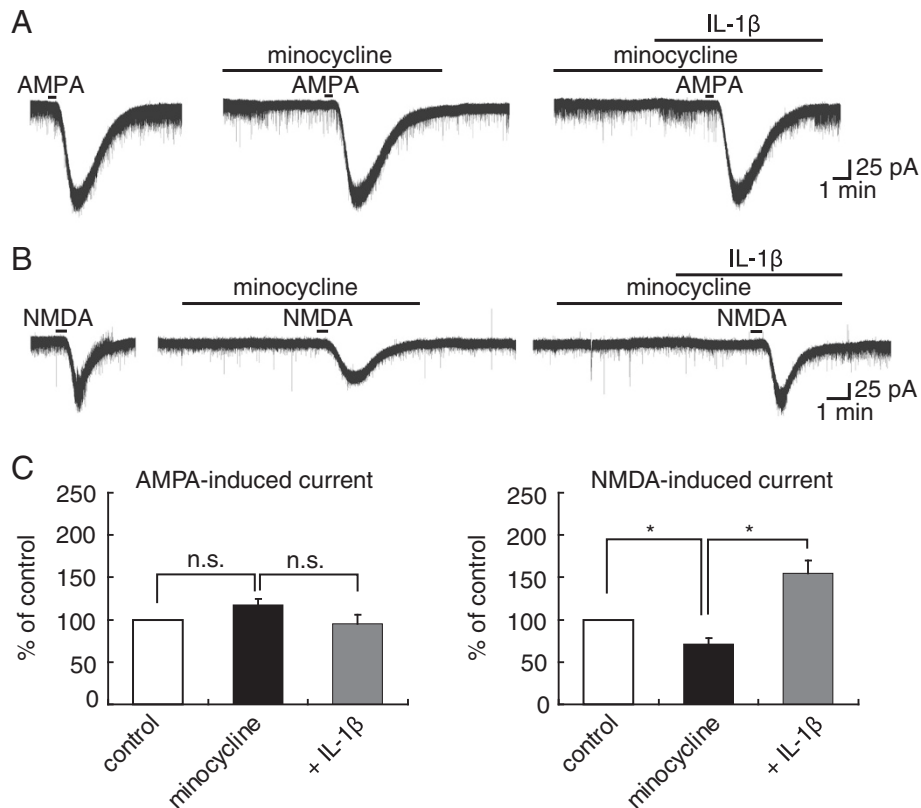 A
IL-1β
minocycline
minocycline
AMPA
AMPA
AMPA
25 pA
1 min
B
IL-1β
minocycline
minocycline
NMDA
NMDA
NMDA
25 pA
1 min
C
AMPA-induced current
% of control
250
200
150
100
50
0
n.s.
n.s.
control
minocycline
+ IL-1β
NMDA-induced current
% of control
250
200
150
100
50
0
*
*
control
minocycline
+ IL-1β